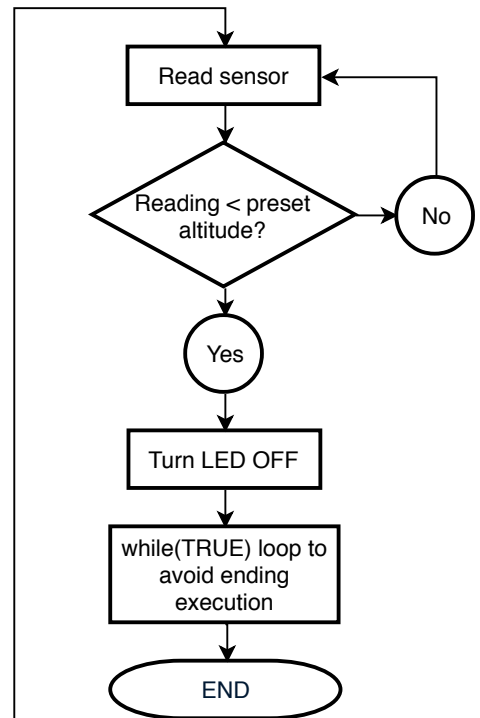 Read sensor
Reading < preset
altitude?
No
Yes
Turn LED OFF
while(TRUE) loop to
avoid ending
execution
END